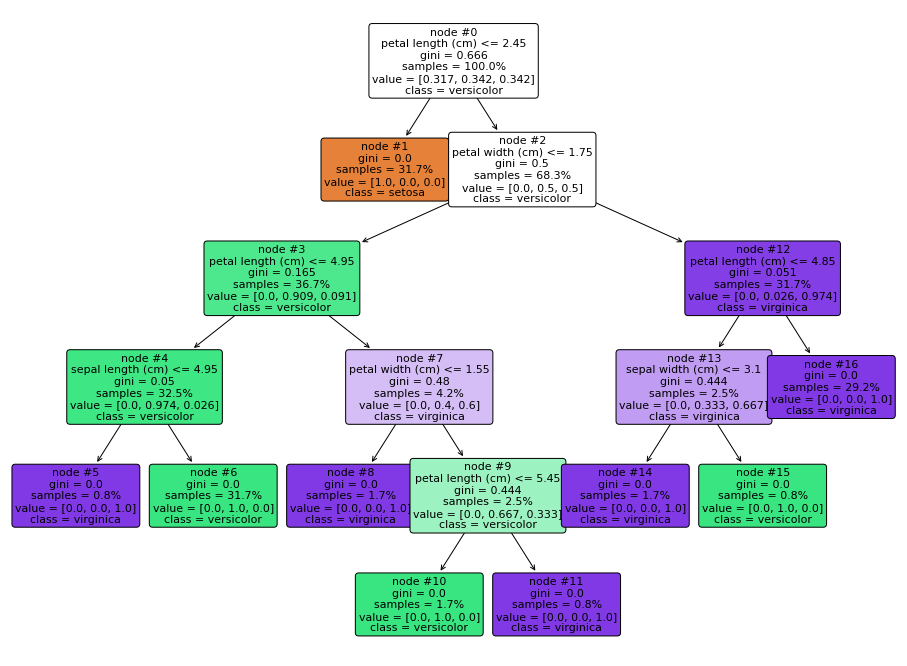 node #0
petal length (cm) <= 2.45
gini = 0.666
samples = 100.0%
value = [0.317, 0.342, 0.342]
class = versicolor
node #1
gini = 0.0
samples = 31.7%
value = [1.0, 0.0, 0.0]
class = setosa
node #2
petal width (cm) <= 1.75
gini = 0.5
samples = 68.3%
value = [0.0, 0.5, 0.5]
class = versicolor
node #3
petal length (cm) <= 4.95
gini = 0.165
samples = 36.7%
value = [0.0, 0.909, 0.091]
class = versicolor
node #12
petal length (cm) <= 4.85
gini = 0.051
samples = 31.7%
value = [0.0, 0.026, 0.974]
class = virginica
node #4
sepal length (cm) <= 4.95
gini = 0.05
samples = 32.5%
value = [0.0, 0.974, 0.026]
class = versicolor
node #7
petal width (cm) <= 1.55
gini = 0.48
samples = 4.2%
value = [0.0, 0.4, 0.6]
class = virginica
node #13
sepal width (cm) <= 3.1
gini = 0.444
samples = 2.5%
value = [0.0, 0.333, 0.667]
class = virginica
node #16
gini = 0.0
samples = 29.2%
value = [0.0, 0.0, 1.0]
class = virginica
node #5
gini = 0.0
samples = 0.8%
value = [0.0, 0.0, 1.0]
class = virginica
node #6
gini = 0.0
samples = 31.7%
value = [0.0, 1.0, 0.0]
class = versicolor
node #8
gini = 0.0
samples = 1.7%
value = [0.0, 0.0, 1.0]
class = virginica
node #9
petal length (cm) <= 5.45
gini = 0.444
samples = 2.5%
value = [0.0, 0.667, 0.333]
class = versicolor
node #14
gini = 0.0
samples = 1.7%
value = [0.0, 0.0, 1.0]
class = virginica
node #15
gini = 0.0
samples = 0.8%
value = [0.0, 1.0, 0.0]
class = versicolor
node #10
gini = 0.0
samples = 1.7%
value = [0.0, 1.0, 0.0]
class = versicolor
node #11
gini = 0.0
samples = 0.8%
value = [0.0, 0.0, 1.0]
class = virginica